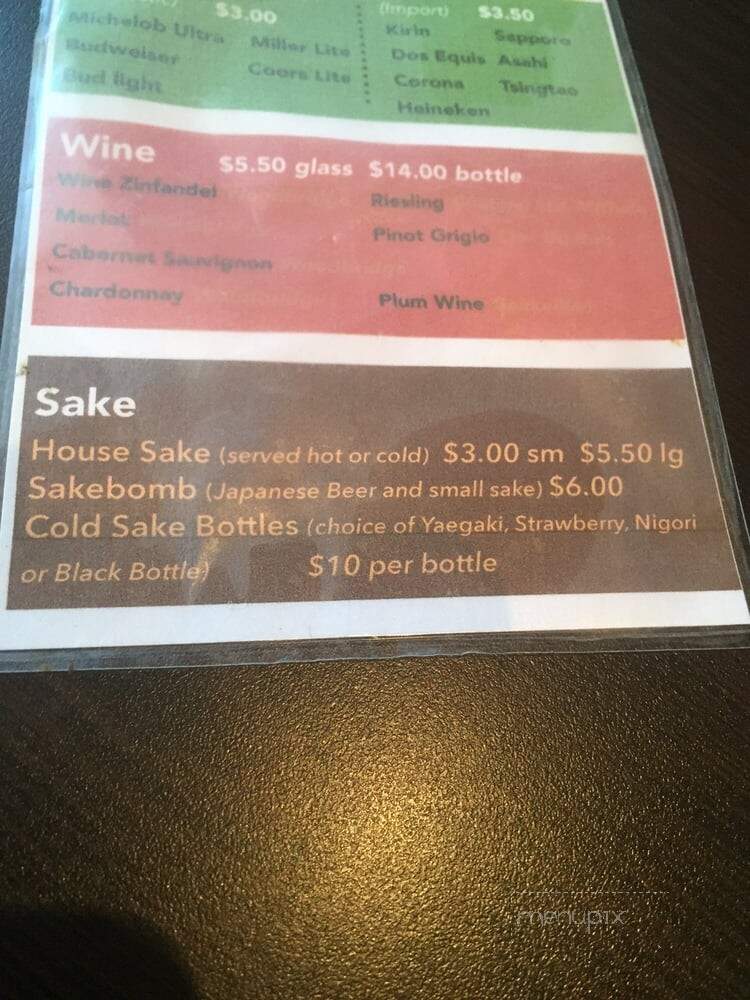 $3.00
Michelob Ultra
Miller Lite
Budweiser
Coors Lite
Bud light
(Import) $3.50
Kirin Sapporo
Dos Equis Asahi
Corona Tsingtao
Heineken
Wine $5.50 glass $14.00 bottle
Wine Zinfandel
Merlot
Cabernet Sauvignon
Chardonnay
Riesling
Pinot Grigio
Plum Wine
Sake
House Sake (served hot or cold) $3.00 sm $5.50 lg
Sakebomb (Japanese Beer and small sake) $6.00
Cold Sake Bottles (choice of Yaegaki, Strawberry, Nigori
or Black Bottle) $10 per bottle
menupix